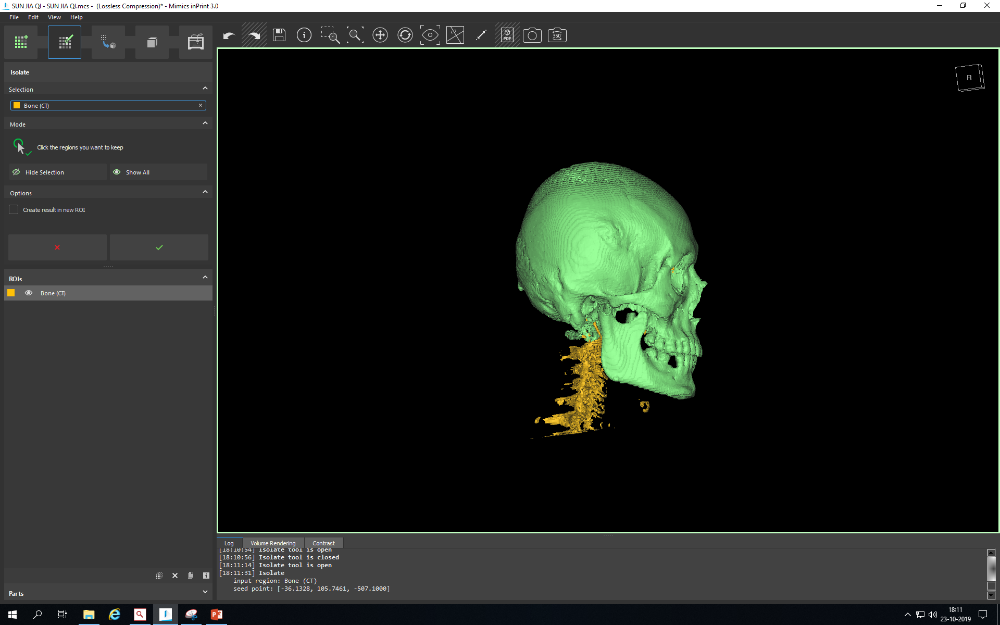 SUN JIA QI - SUN JIA QI.mcs - (Lossless Compression)* - Mimics inPrint 3.0
File Edit View Help
PDF
360°
Isolate
Selection
Bone (CT)
Mode
Click the regions you want to keep
Hide Selection Show All
Options
Create result in new ROI
ROIs
Bone (CT)
Parts
R
Log Volume Rendering Contrast
[18:10:54] Isolate tool is open
[18:10:56] Isolate tool is closed
[18:11:14] Isolate tool is open
[18:11:31] Isolate
input region: Bone (CT)
seed point: [-36.1328, 105.7461, -507.1000]
18:11
23-10-2019